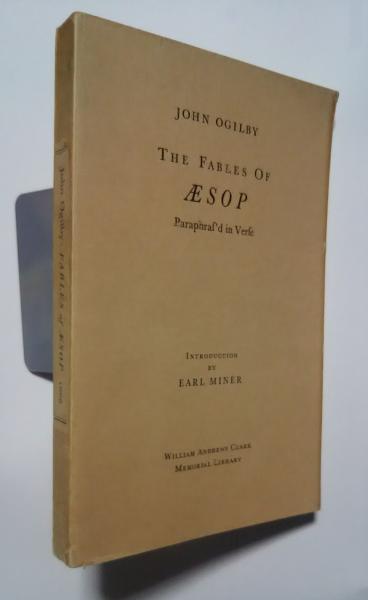 JOHN OGILBY
THE FABLES OF
ÆSOP
Paraphraſ'd in Verſe
INTRODUCTION
BY
EARL MINER
WILLIAM ANDREWS CLARK
MEMORIAL LIBRARY
John Ogilby · FABLES of ÆSOP